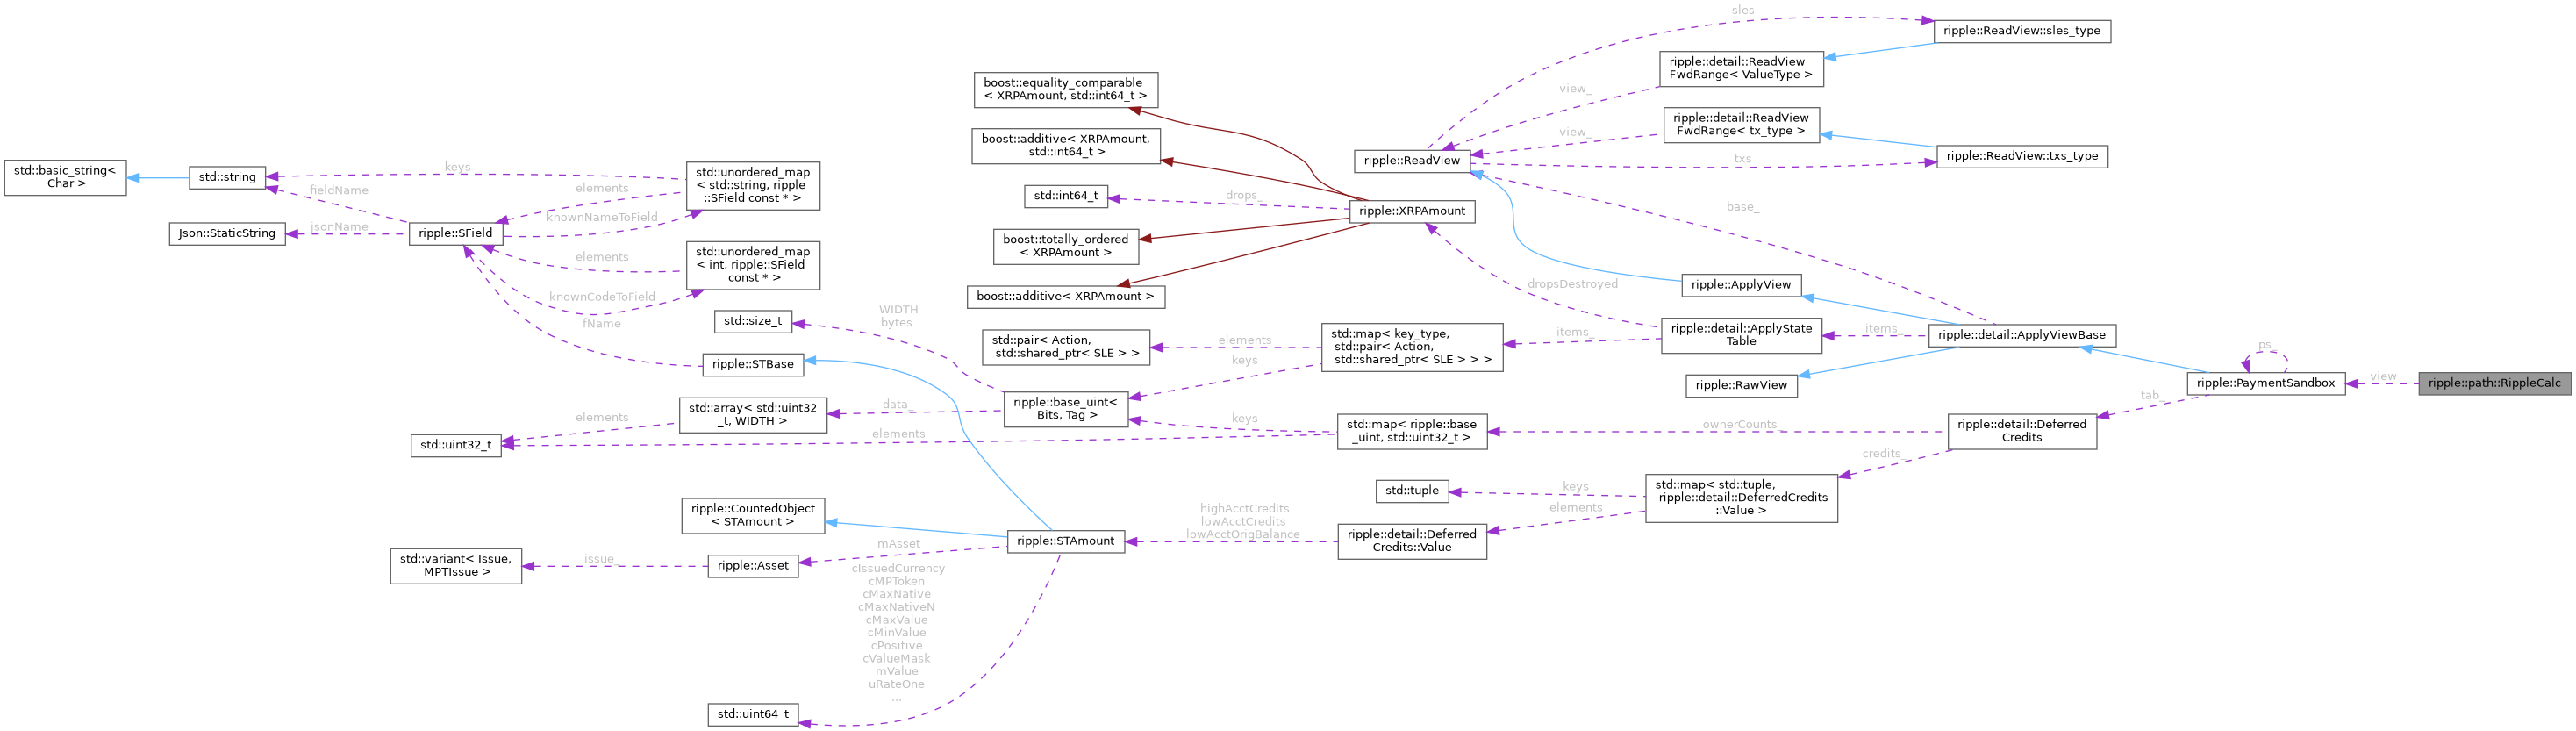 sles
ripple::ReadView::sles_type
ripple::detail::ReadView
FwdRange< ValueType >
boost::equality_comparable
< XRPAmount, std::int64_t >
view_
ripple::detail::ReadView
FwdRange< tx_type >
view_
boost::additive< XRPAmount,
std::int64_t >
ripple::ReadView
txs
ripple::ReadView::txs_type
std::basic_string<
Char >
std::string
keys
fieldName
elements
std::unordered_map
< std::string, ripple
::SField const * >
knownNameToField
std::int64_t
drops_
ripple::XRPAmount
base_
Json::StaticString
jsonName
ripple::SField
boost::totally_ordered
< XRPAmount >
elements
std::unordered_map
< int, ripple::SField
const * >
knownCodeToField
fName
boost::additive< XRPAmount >
dropsDestroyed_
ripple::ApplyView
std::size_t
WIDTH
bytes
std::pair< Action,
std::shared_ptr< SLE > >
elements
keys
std::map< key_type,
std::pair< Action,
std::shared_ptr< SLE > > >
items_
ripple::detail::ApplyState
Table
items_
ripple::detail::ApplyViewBase
ps_
ripple::STBase
ripple::RawView
ripple::PaymentSandbox
view
ripple::path::RippleCalc
tab_
std::array< std::uint32
_t, WIDTH >
data_
ripple::base_uint<
Bits, Tag >
elements
std::uint32_t
elements
keys
std::map< ripple::base
_uint, std::uint32_t >
ownerCounts_
ripple::detail::Deferred
Credits
credits_
std::tuple
keys
elements
std::map< std::tuple,
ripple::detail::DeferredCredits
::Value >
ripple::CountedObject
< STAmount >
ripple::STAmount
highAcctCredits
lowAcctCredits
lowAcctOrigBalance
ripple::detail::Deferred
Credits::Value
std::variant< Issue,
MPTIssue >
issue_
ripple::Asset
mAsset
cIssuedCurrency
cMPToken
cMaxNative
cMaxNativeN
cMaxValue
cMinValue
cPositive
cValueMask
mValue
uRateOne
...
std::uint64_t